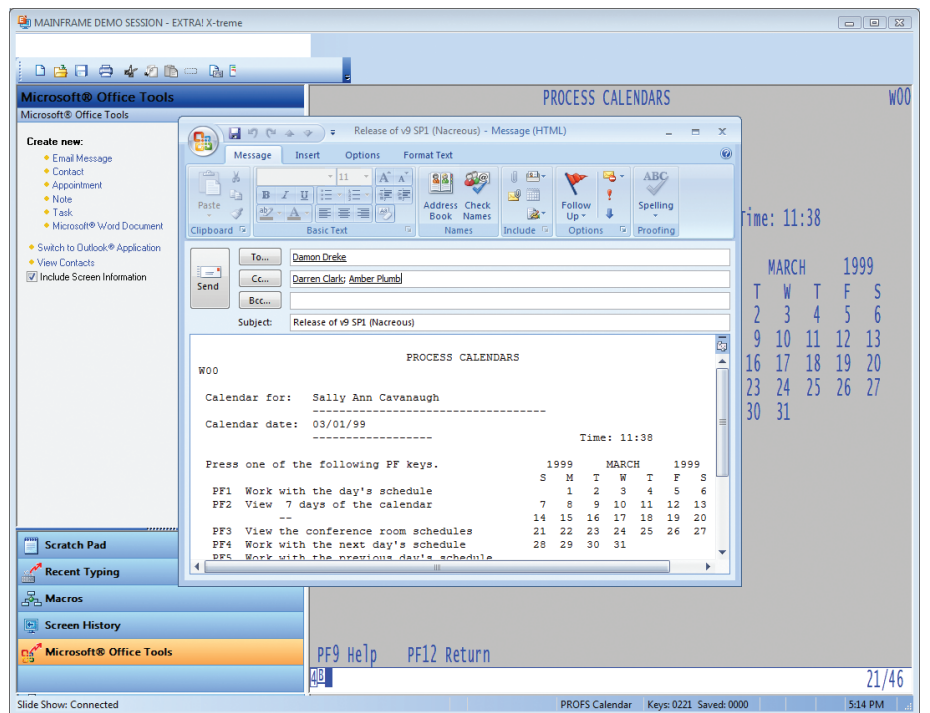 MAINFRAME DEMO SESSION - EXTRA! X-treme
Microsoft® Office Tools
Microsoft® Office Tools
Create new:
Email Message
Contact
Appointment
Note
Task
Microsoft® Word Document
Switch to Outlook® Application
View Contacts
Include Screen Information
Scratch Pad
Recent Typing
Macros
Screen History
Microsoft® Office Tools
PROCESS CALENDARS W00
Time: 11:38
MARCH 1999
T W T F S
2 3 4 5 6
9 10 11 12 13
16 17 18 19 20
23 24 25 26 27
30 31
Release of v9 SP1 (Nacreous) - Message (HTML)
Message Insert Options Format Text
Paste
11
B I U
Address Book
Check Names
Follow Up
ABC
Spelling
Clipboard Basic Text Names Include Options Proofing
Send
To... Damon Dreke
Cc... Darren Clark; Amber Plumb
Bcc...
Subject: Release of v9 SP1 (Nacreous)
PROCESS CALENDARS
W00
Calendar for: Sally Ann Cavanaugh
-----------------------------------
Calendar date: 03/01/99
------------------
Time: 11:38
Press one of the following PF keys. 1999 MARCH 1999
S M T W T F S
PF1 Work with the day's schedule 1 2 3 4 5 6
PF2 View 7 days of the calendar 7 8 9 10 11 12 13
-- 14 15 16 17 18 19 20
PF3 View the conference room schedules 21 22 23 24 25 26 27
PF4 Work with the next day's schedule 28 29 30 31
PF5 Work with the previous day's schedule
PF9 Help PF12 Return
4B 21/46
Slide Show: Connected PROFS Calendar Keys: 0221 Saved: 0000 5:14 PM